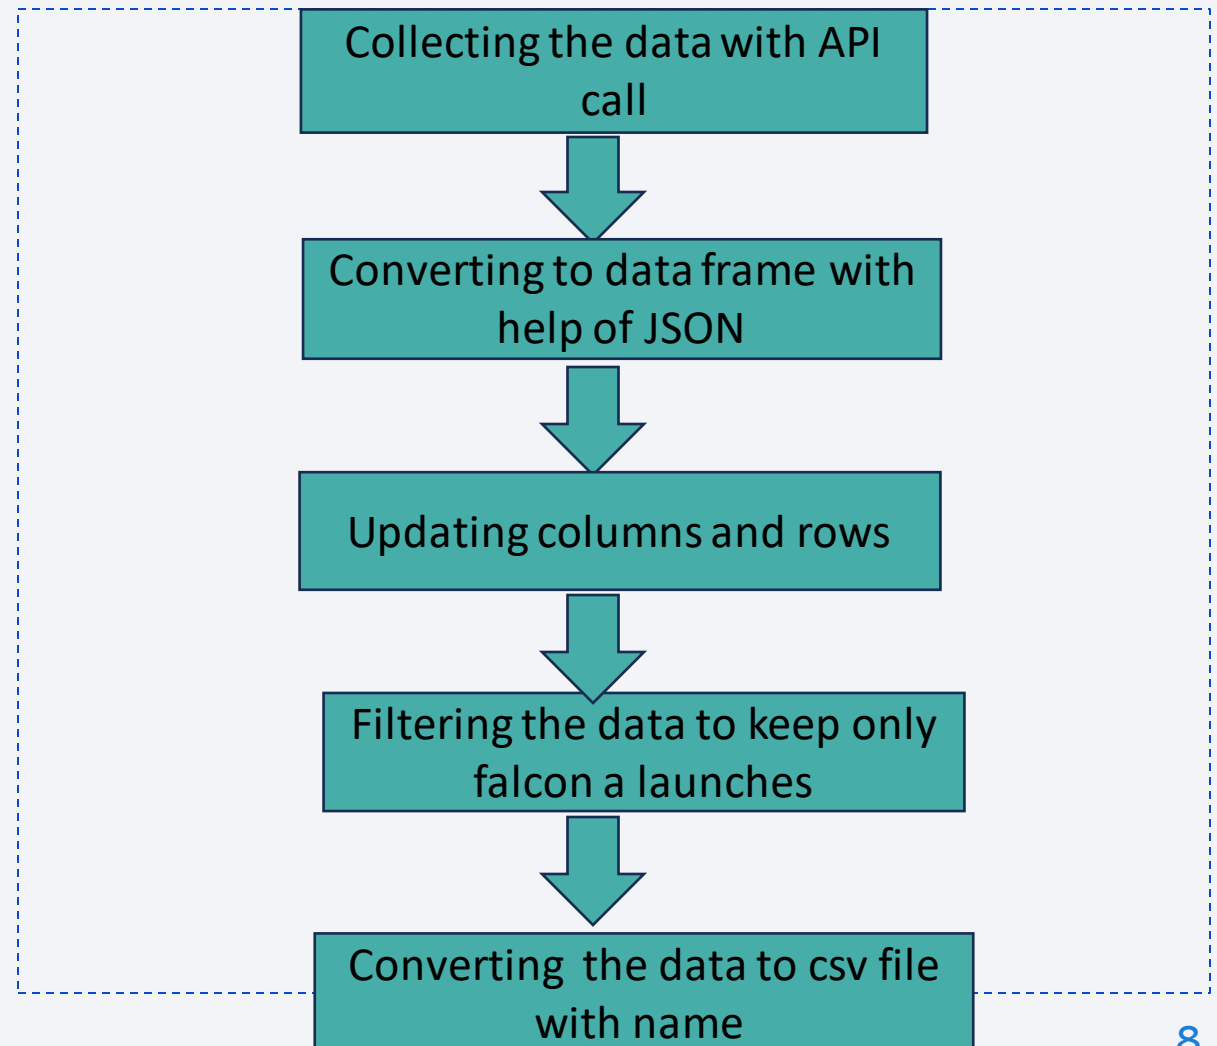 Collecting the data with API
call
Converting to data frame with
help of JSON
Updating columns and rows
Filtering the data to keep only
falcon a launches
Converting the data to csv file
with name
8